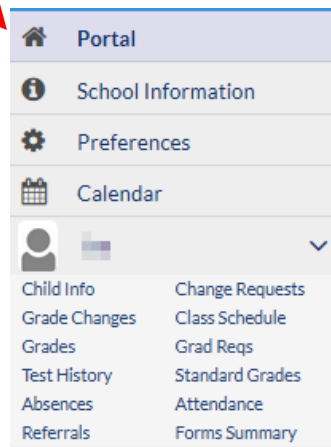 Portal
School Information
Preferences
Calendar
Child Info Change Requests
Grade Changes Class Schedule
Grades Grad Reqs
Test History Standard Grades
Absences Attendance
Referrals Forms Summary